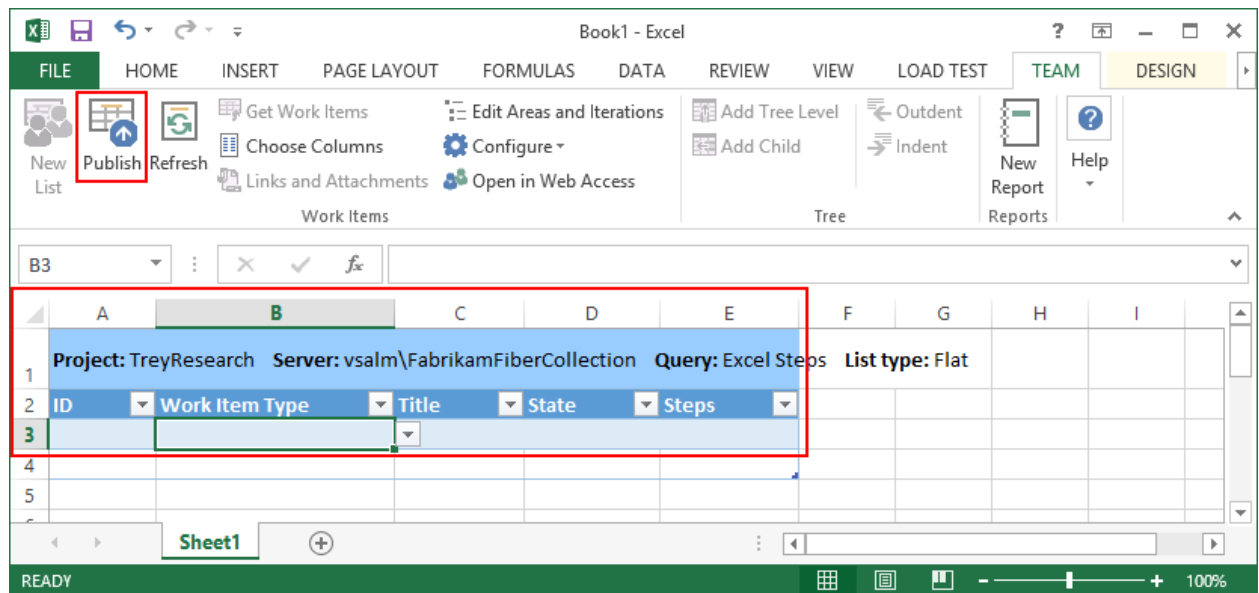 Book1 - Excel
?
FILE HOME INSERT PAGE LAYOUT FORMULAS DATA REVIEW VIEW LOAD TEST TEAM DESIGN
New List
Publish
Refresh
Get Work Items
Choose Columns
Links and Attachments
Edit Areas and Iterations
Configure
Open in Web Access
Work Items
Add Tree Level
Add Child
Outdent
Indent
Tree
New Report
Reports
Help
B3
fx
A B C D E F G H I
1 Project: TreyResearch Server: vsalm\FabrikamFiberCollection Query: Excel Steps List type: Flat
2 ID Work Item Type Title State Steps
3
4
5
Sheet1
READY 100%